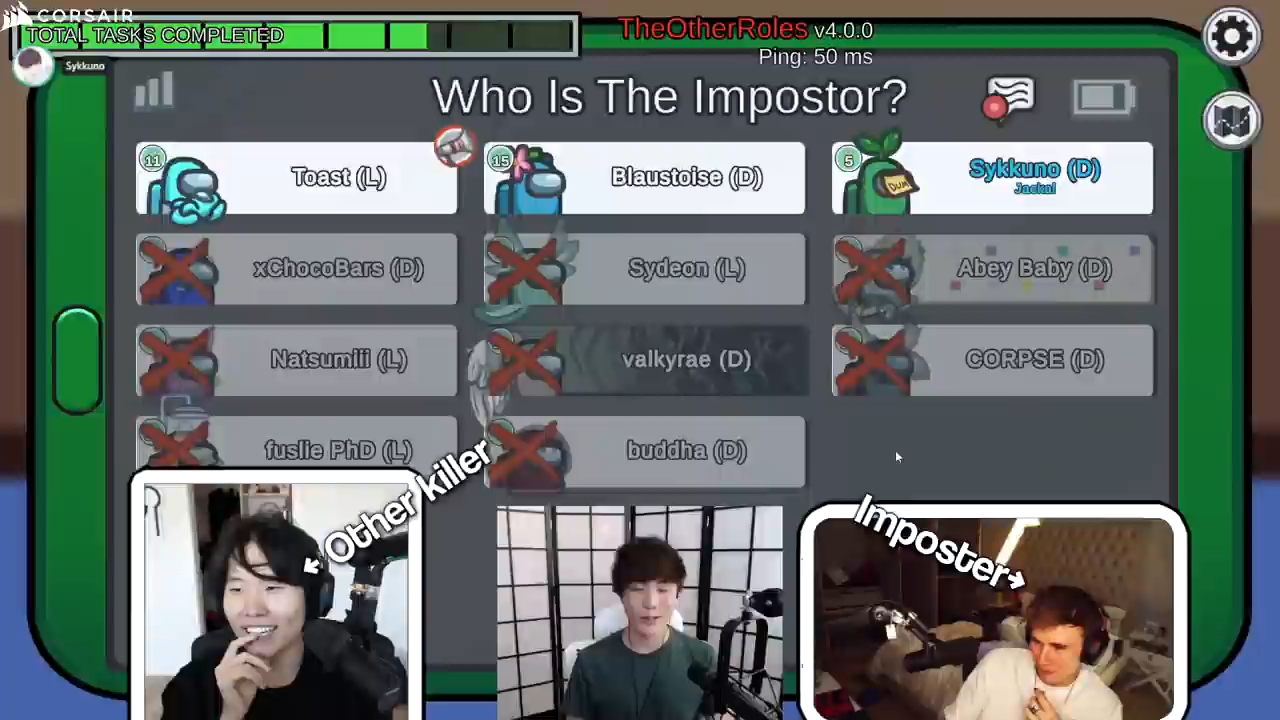 CORSAIR
TOTAL TASKS COMPLETED
TheOtherRoles v4.0.0
Ping: 50 ms
Sykkuno
Who Is The Impostor?
11
Toast (L)
15
Blaustoise (D)
5
DUM
Sykkuno (D)
Jackal
xChocoBars (D)
Sydeon (L)
Abey Baby (D)
Natsumiii (L)
valkyrae (D)
CORPSE (D)
fuslie PhD (L)
buddha (D)
Other killer
Imposter